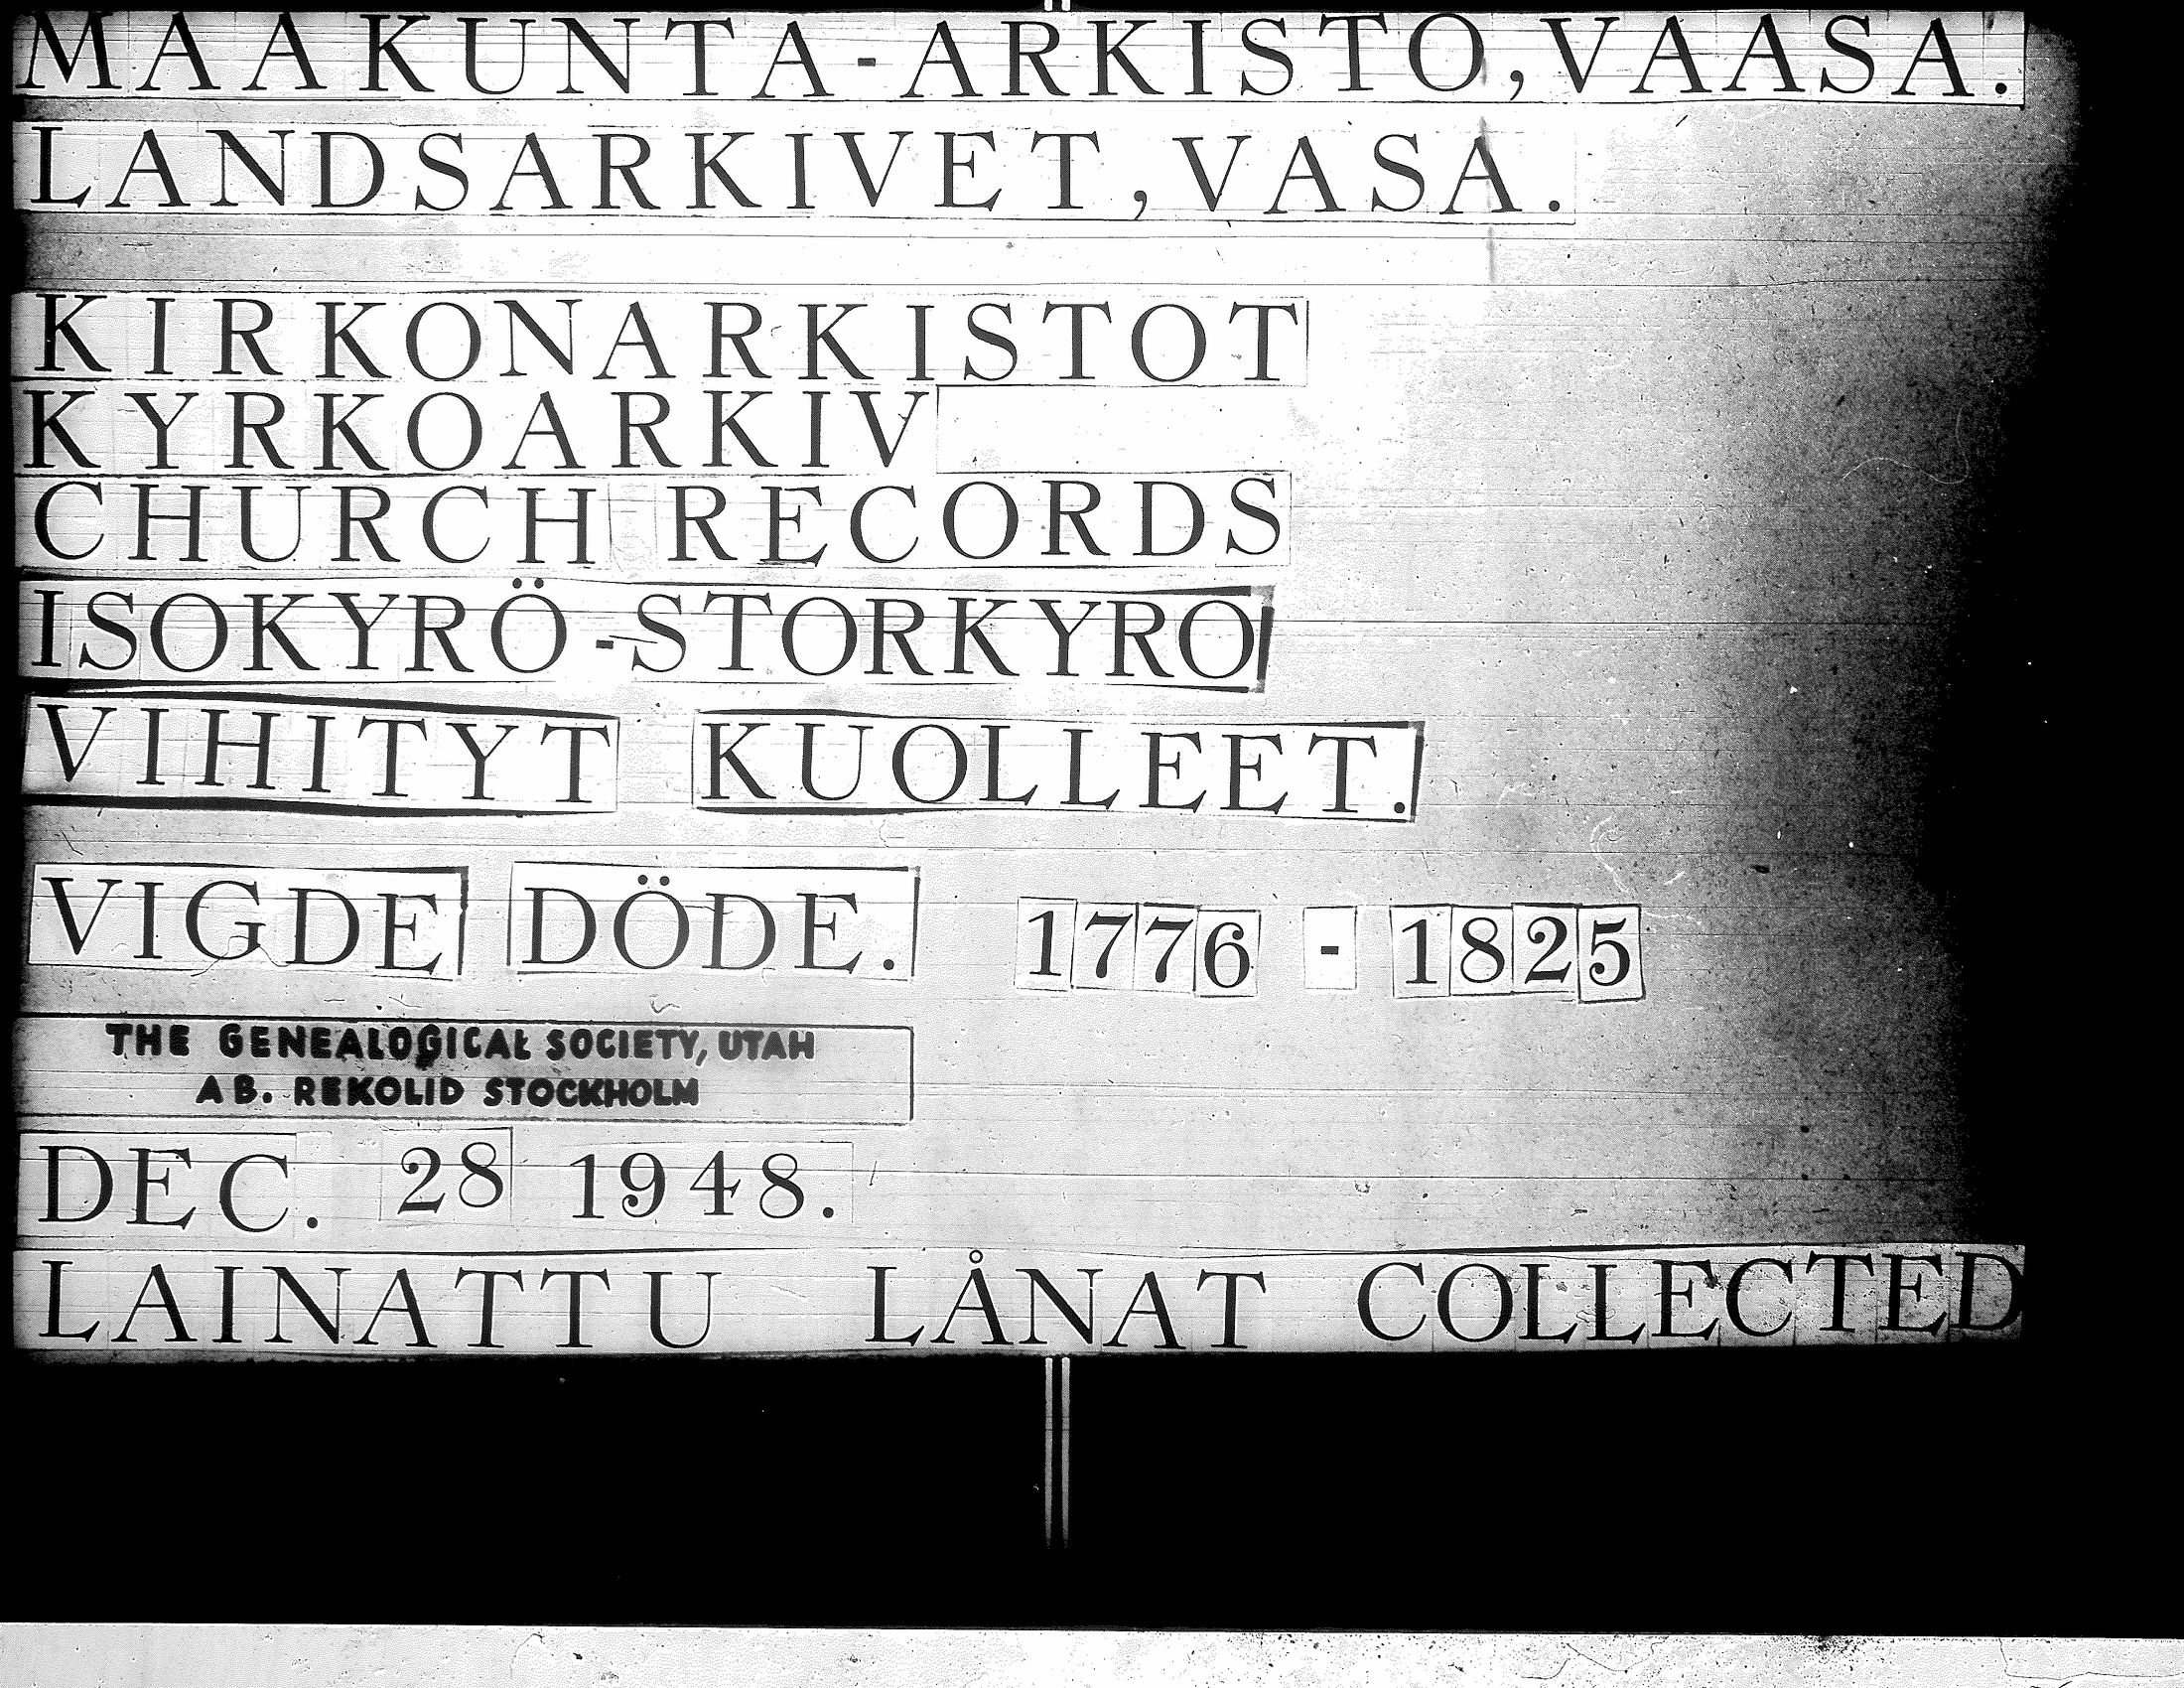 MAAKUNTA-ARKISTO, VAASA.
LANDSARKIVET, VASA.
KIRKONARKISTOT
KYRKOARKIV
CHURCH RECORDS
ISOKYRÖ-STORKYRO
VIHITYT KUOLLEET.
VIGDE DÖDE. 1776 - 1825
THE GENEALOGICAL SOCIETY, UTAH
AB. REKOLID STOCKHOLM
DEC. 28 1948.
LAINATTU LÅNAT COLLECTED